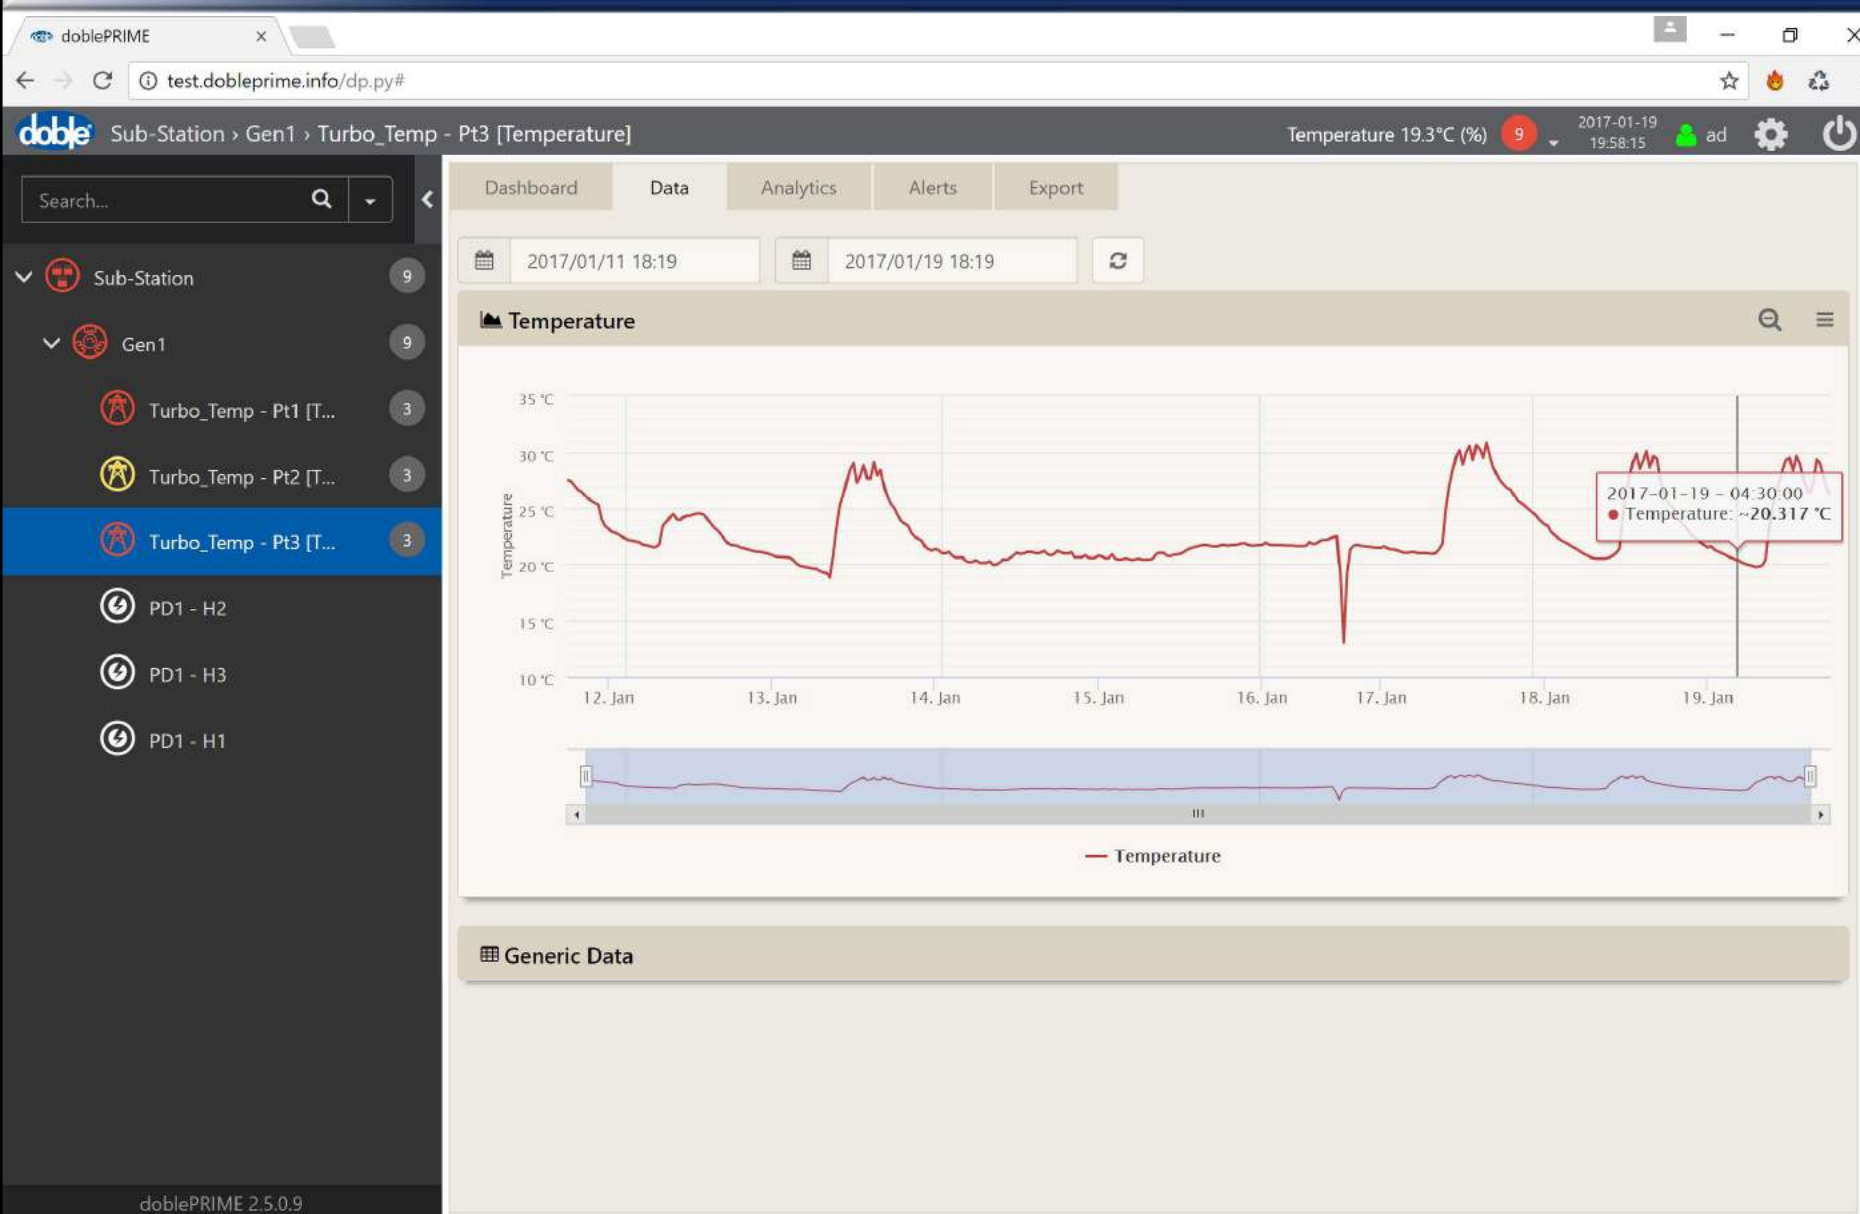 doblePRIME
test.dobleprime.info/dp.py#
doble Sub-Station › Gen1 › Turbo_Temp - Pt3 [Temperature]
Temperature 19.3°C (%) 9
2017-01-19
19:58:15
ad
Search...
Dashboard Data Analytics Alerts Export
2017/01/11 18:19 2017/01/19 18:19
Sub-Station 9
Gen1 9
Turbo_Temp - Pt1 [T... 3
Turbo_Temp - Pt2 [T... 3
Turbo_Temp - Pt3 [T... 3
PD1 - H2
PD1 - H3
PD1 - H1
doblePRIME 2.5.0.9
Temperature
35 °C
30 °C
25 °C
20 °C
15 °C
10 °C
Temperature
2017-01-19 - 04:30:00
Temperature: ~20.317 °C
12. Jan 13. Jan 14. Jan 15. Jan 16. Jan 17. Jan 18. Jan 19. Jan
Temperature
Generic Data